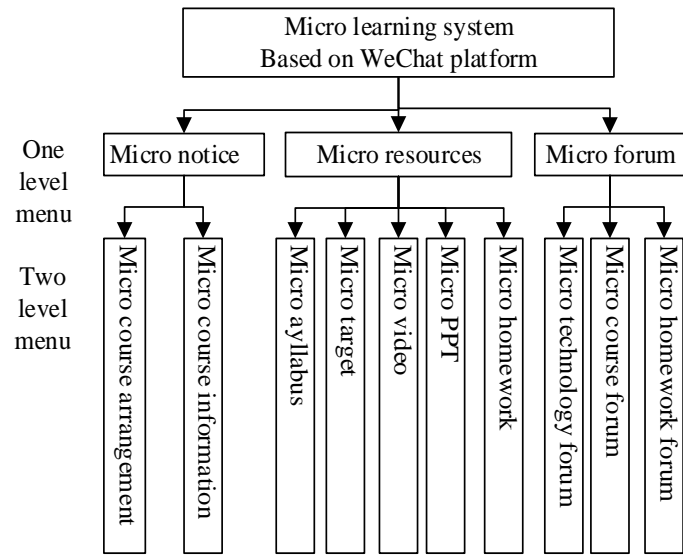 Micro learning system
Based on WeChat platform
One
level
menu
Micro notice
Micro resources
Micro forum
Two
level
menu
Micro course arrangement
Micro course information
Micro ayllabus
Micro target
Micro video
Micro PPT
Micro homework
Micro technology forum
Micro course forum
Micro homework forum